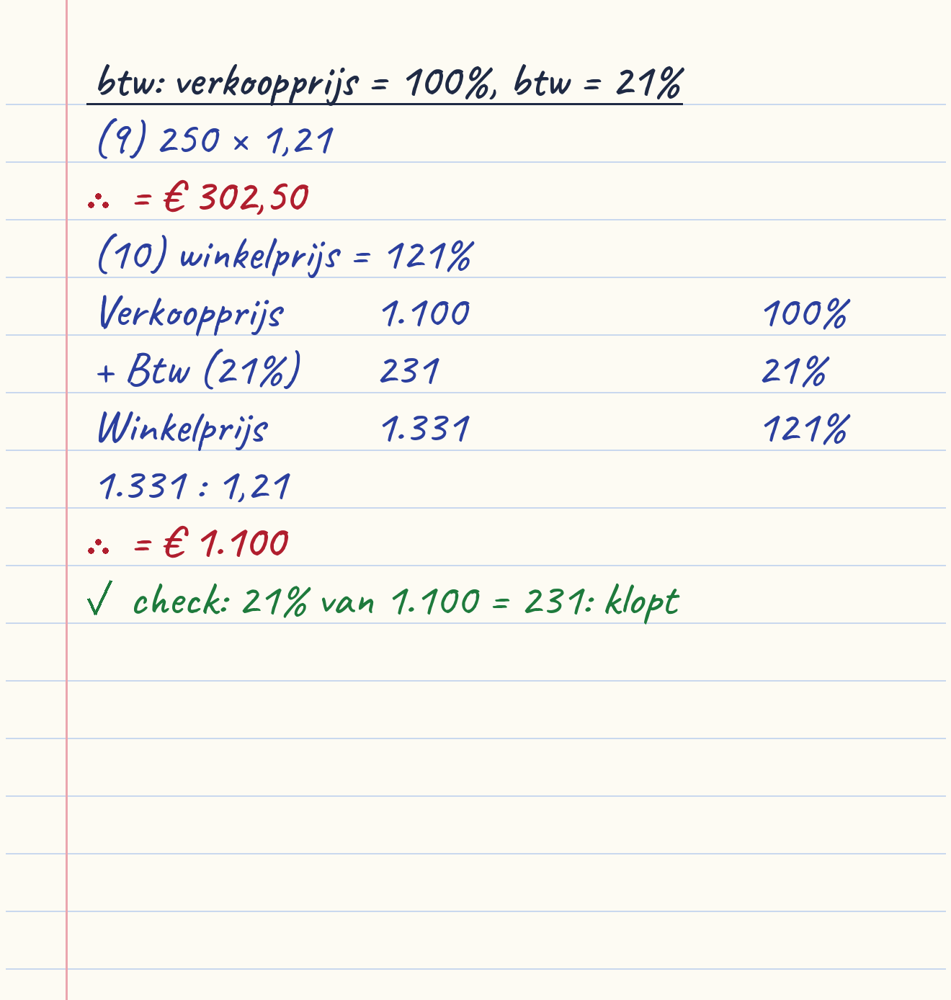 btw: verkoopprijs = 100%, btw = 21%
(9) 250 × 1,21
∴ = € 302,50
(10) winkelprijs = 121%
Verkoopprijs 1.100 100%
+ Btw (21%) 231 21%
Winkelprijs 1.331 121%
1.331 : 1,21
∴ = € 1.100
✓ check: 21% van 1.100 = 231: klopt